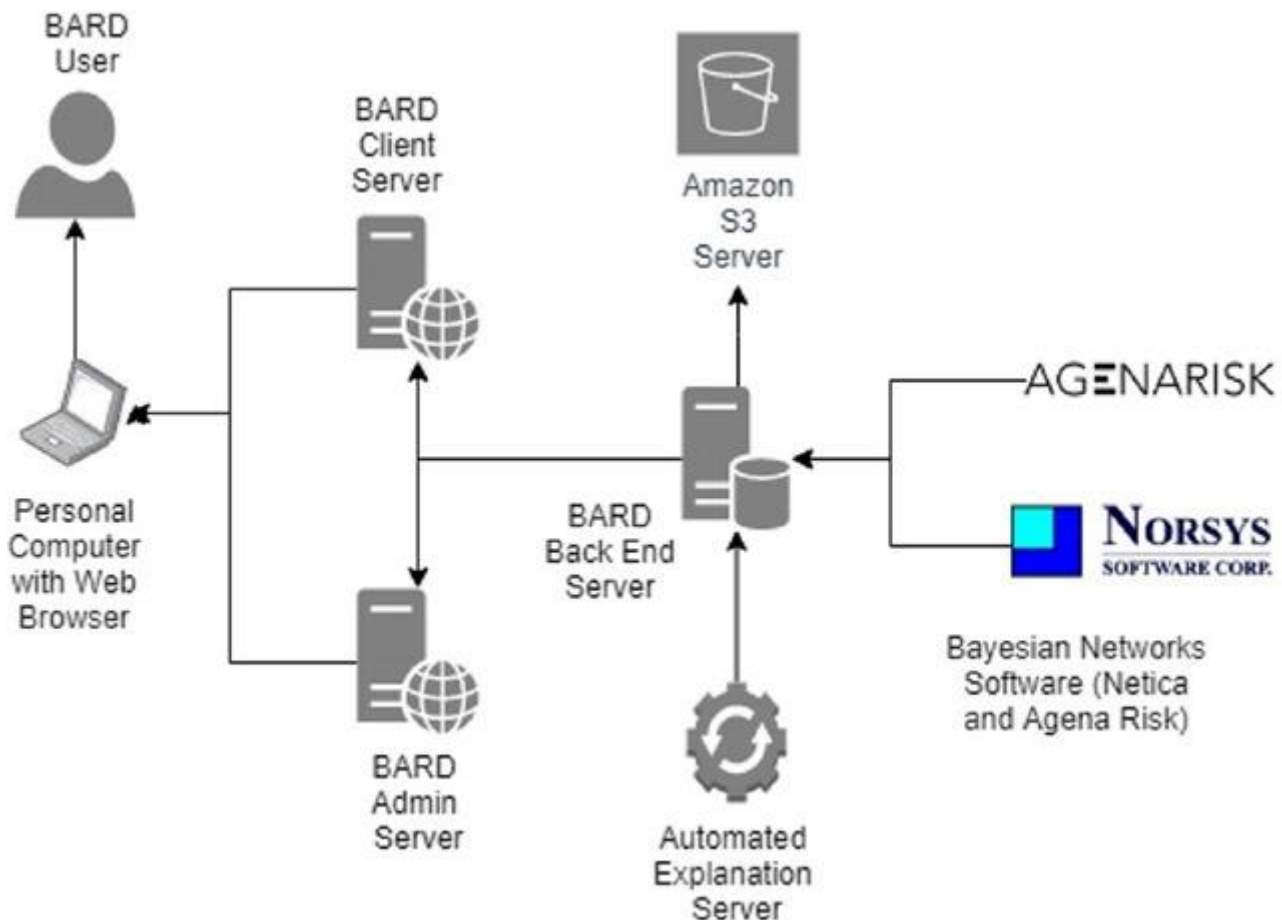 BARD
User
BARD
Client
Server
Amazon
S3
Server
Personal
Computer
with Web
Browser
BARD
Back End
Server
AGENARISK
NORSYS
SOFTWARE CORP.
Bayesian Networks
Software (Netica
and Agena Risk)
BARD
Admin
Server
Automated
Explanation
Server